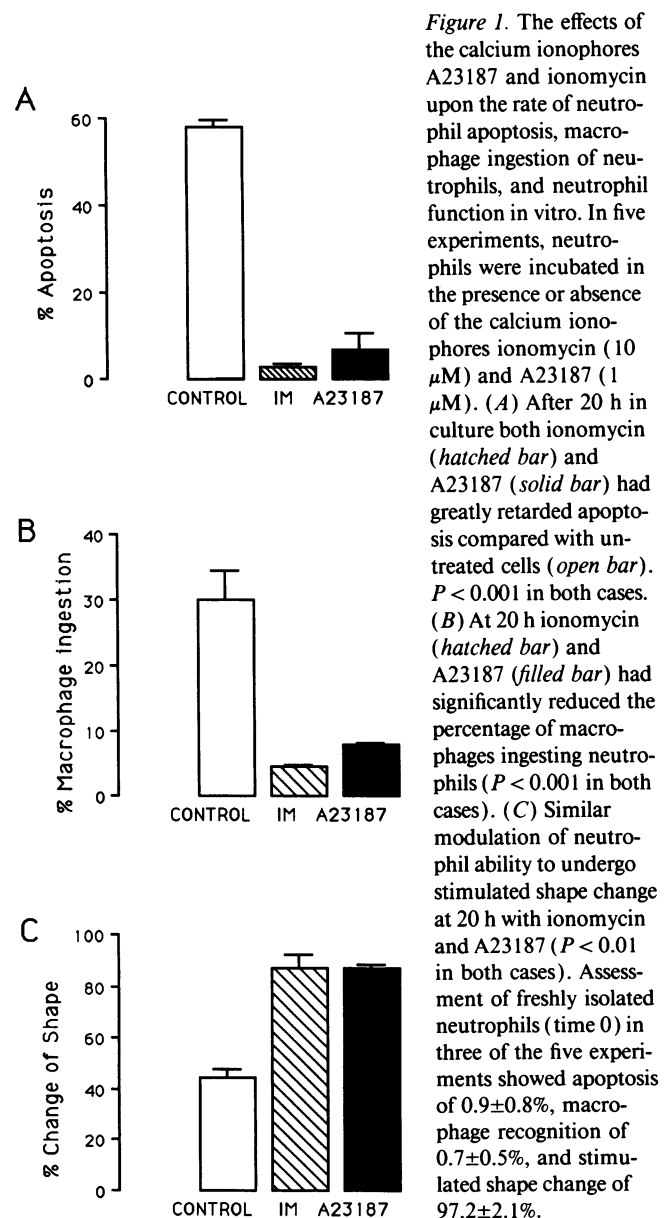 A
60
40
20
0
% Apoptosis
CONTROL IM A23187
B
40
30
20
10
0
% Macrophage Ingestion
CONTROL IM A23187
C
100
80
60
40
20
0
% Change of Shape
CONTROL IM A23187
Figure 1. The effects of
the calcium ionophores
A23187 and ionomycin
upon the rate of neutro-
phil apoptosis, macro-
phage ingestion of neu-
trophils, and neutrophil
function in vitro. In five
experiments, neutro-
phils were incubated in
the presence or absence
of the calcium iono-
phores ionomycin (10
μM) and A23187 (1
μM). (A) After 20 h in
culture both ionomycin
(hatched bar) and
A23187 (solid bar) had
greatly retarded apopto-
sis compared with un-
treated cells (open bar).
P < 0.001 in both cases.
(B) At 20 h ionomycin
(hatched bar) and
A23187 (filled bar) had
significantly reduced the
percentage of macro-
phages ingesting neutro-
phils (P < 0.001 in both
cases). (C) Similar
modulation of neutro-
phil ability to undergo
stimulated shape change
at 20 h with ionomycin
and A23187 (P < 0.01
in both cases). Assess-
ment of freshly isolated
neutrophils (time 0) in
three of the five experi-
ments showed apoptosis
of 0.9±0.8%, macro-
phage recognition of
0.7±0.5%, and stimu-
lated shape change of
97.2±2.1%.